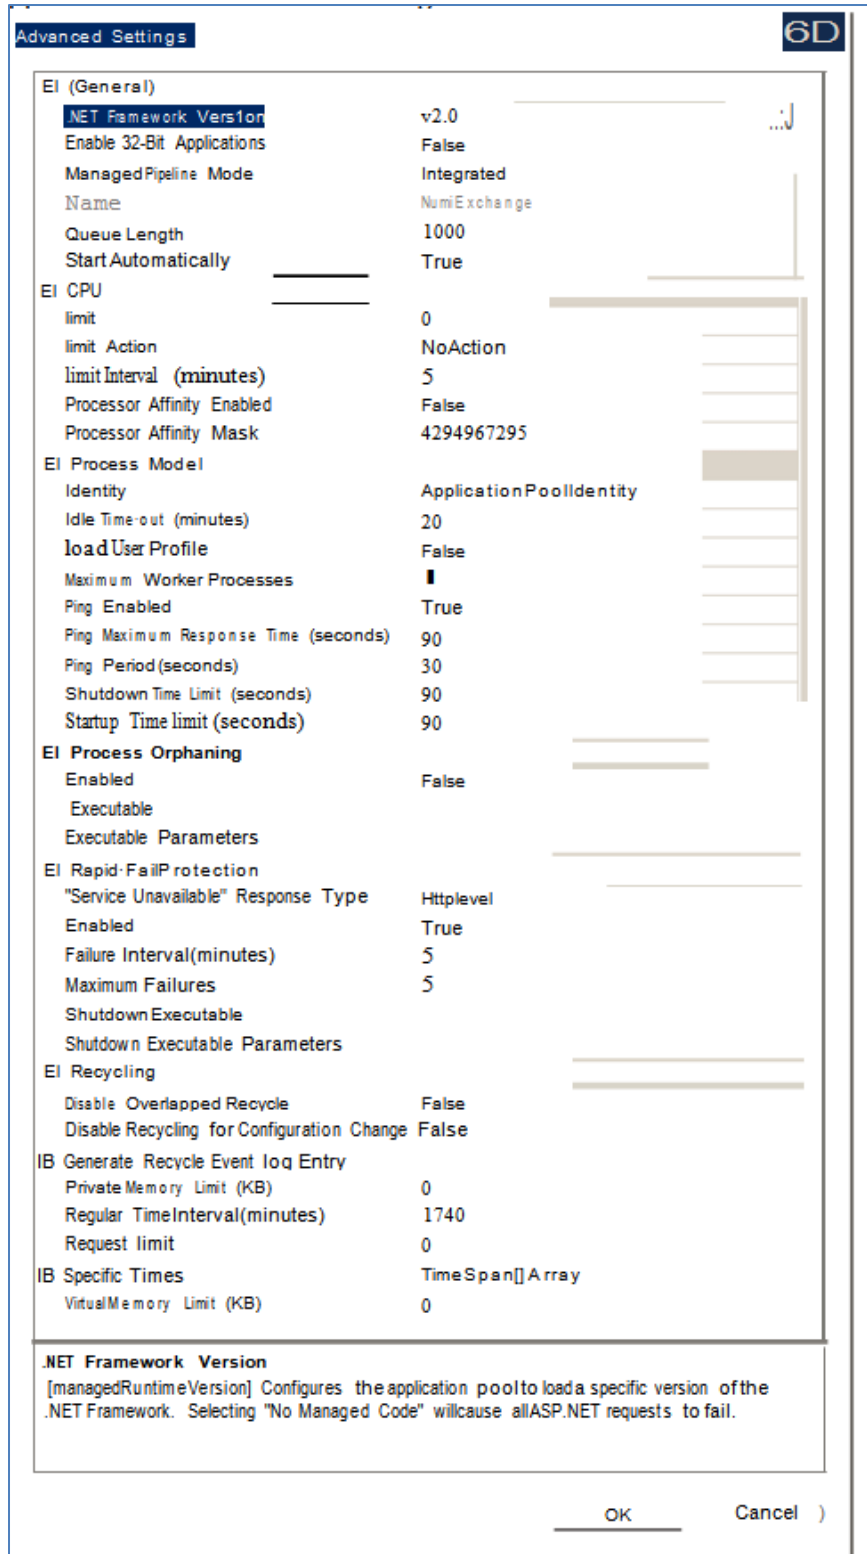 Advanced Settings
6D
EI (General)
.NET Framework Vers1on v2.0 ...:J
Enable 32-Bit Applications False
Managed Pipeline Mode Integrated
Name NumiExchange
Queue Length 1000
Start Automatically True
EI CPU
limit 0
limit Action NoAction
limit Interval (minutes) 5
Processor Affinity Enabled False
Processor Affinity Mask 4294967295
EI Process Model
Identity ApplicationPoolIdentity
Idle Time-out (minutes) 20
load User Profile False
Maximum Worker Processes
Ping Enabled True
Ping Maximum Response Time (seconds) 90
Ping Period (seconds) 30
Shutdown Time Limit (seconds) 90
Startup Time limit (seconds) 90
EI Process Orphaning
Enabled False
Executable
Executable Parameters
EI Rapid·FailProtection
"Service Unavailable" Response Type Httplevel
Enabled True
Failure Interval(minutes) 5
Maximum Failures 5
Shutdown Executable
Shutdown Executable Parameters
EI Recycling
Disable Overlapped Recycle False
Disable Recycling for Configuration Change False
IB Generate Recycle Event log Entry
Private Memory Limit (KB) 0
Regular TimeInterval(minutes) 1740
Request limit 0
IB Specific Times TimeSpan[] Array
VirtualMemory Limit (KB) 0
.NET Framework Version
[managedRuntimeVersion] Configures the application pool to load a specific version of the
.NET Framework. Selecting "No Managed Code" willcause allASP.NET requests to fail.
OK Cancel )